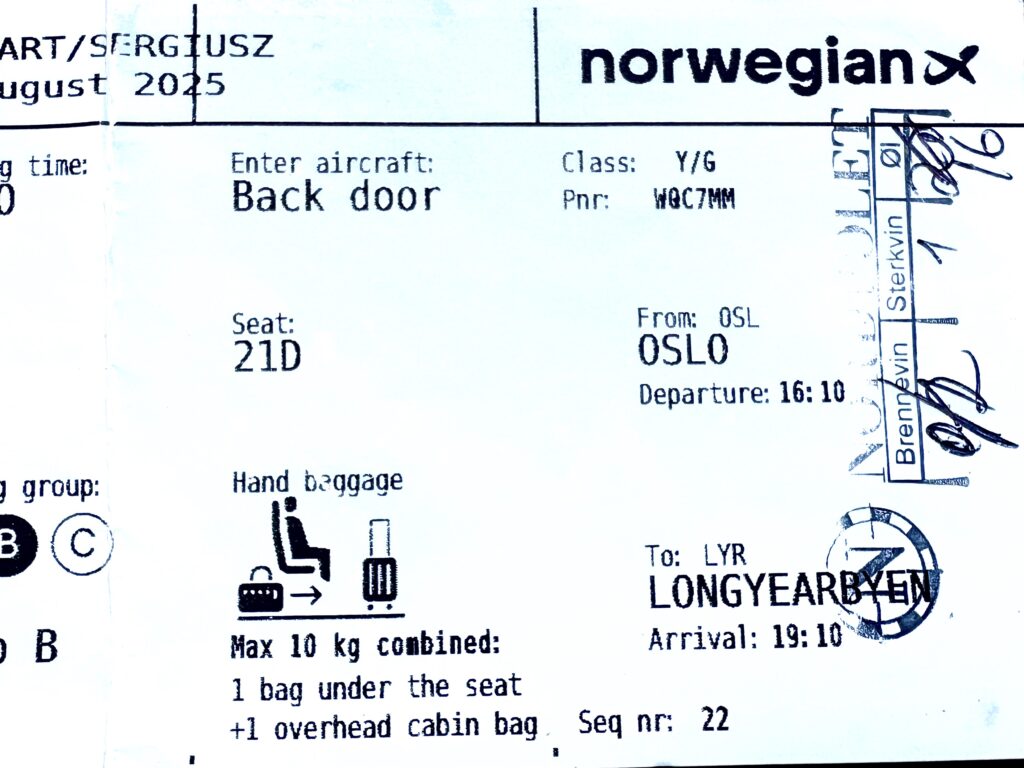 ART/SERGIUSZ
ugust 2025
norwegian
g time:
0
Enter aircraft:
Back door
Class: Y/G
Pnr: WQC7MM
Seat:
21D
From: OSL
OSLO
Departure: 16:10
g group:
B C
B
Hand baggage
Max 10 kg combined:
1 bag under the seat
+1 overhead cabin bag
To: LYR
LONGYEARBYEN
Arrival: 19:10
Seq nr: 22
Brennevin Sterkvin Øl
1
N